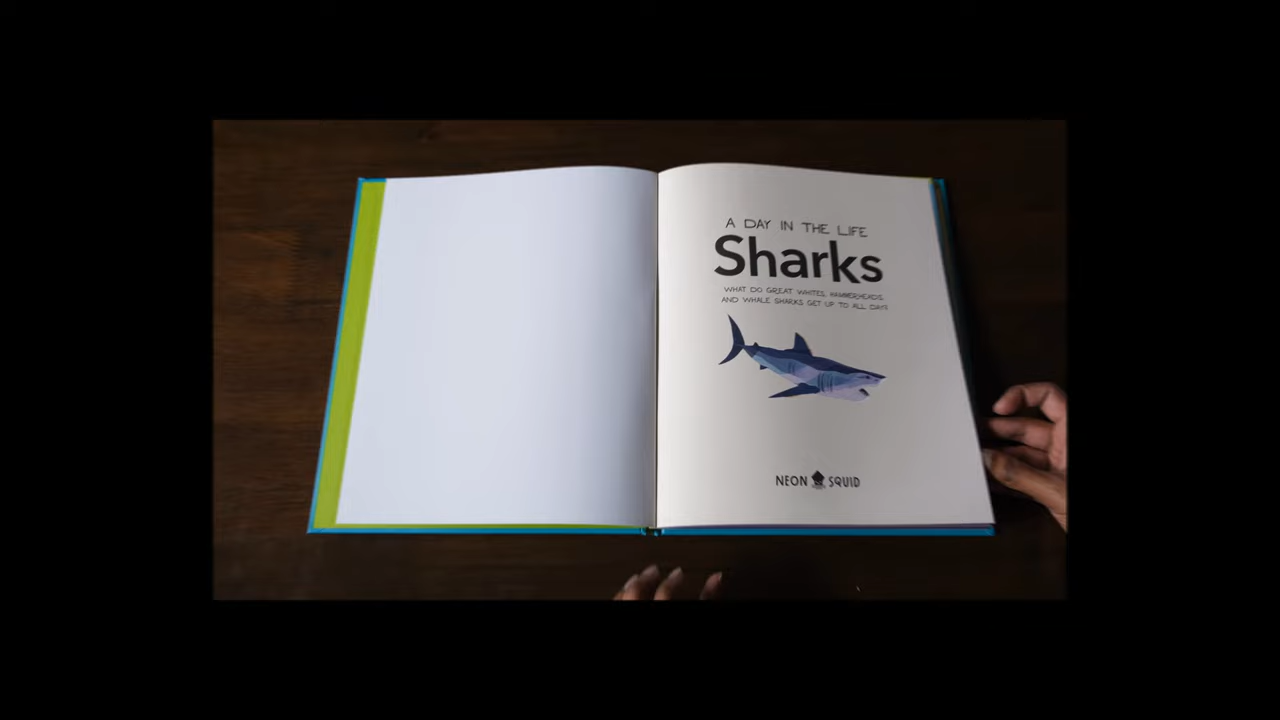 A DAY IN THE LIFE
Sharks
WHAT DO GREAT WHITES, HAMMERHEADS,
AND WHALE SHARKS GET UP TO ALL DAY?
NEON SQUID